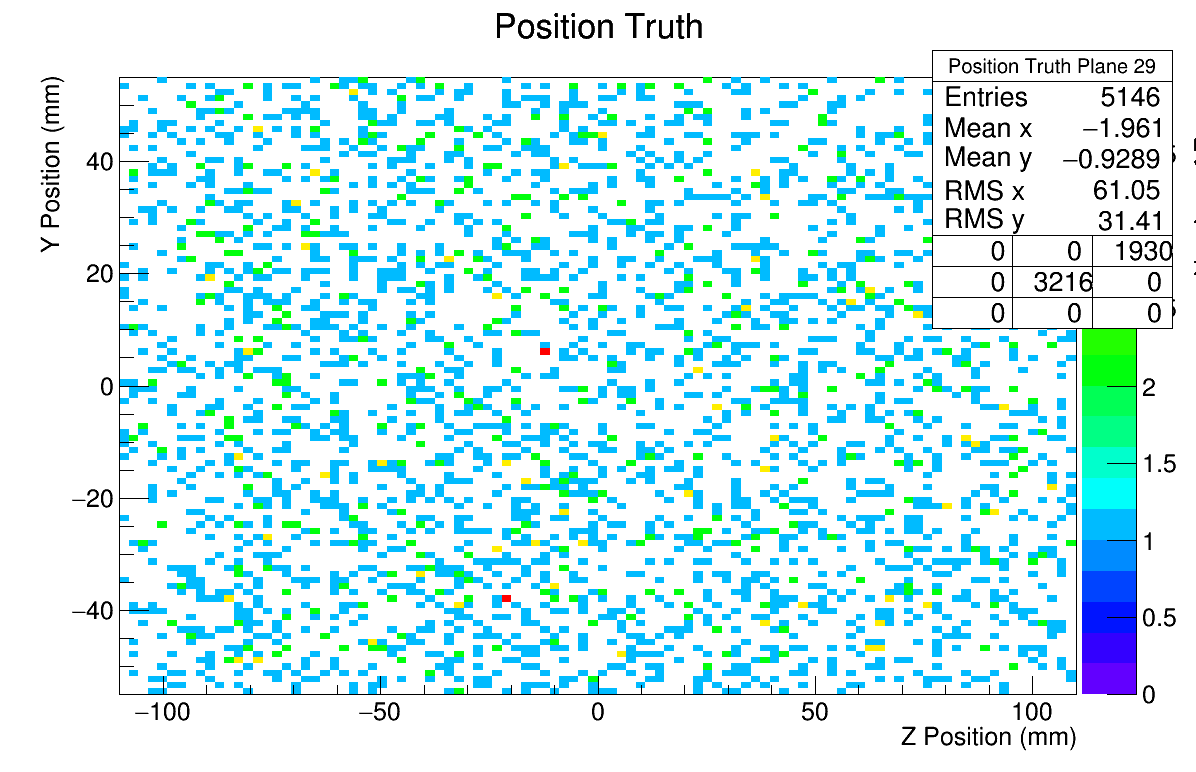 Position Truth
Position Truth Plane 29
Entries 5146
Mean x −1.961
Mean y −0.9289
RMS x 61.05
RMS y 31.41
0 0 1930
0 3216 0
0 0 0
Y Position (mm)
40
20
0
−20
−40
2
1.5
1
0.5
0
−100 −50 0 50 100
Z Position (mm)